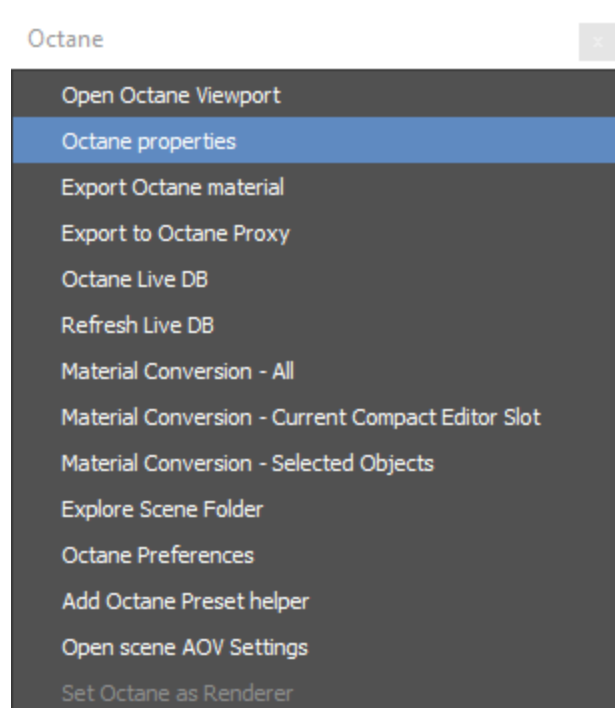 Octane
x
Open Octane Viewport
Octane properties
Export Octane material
Export to Octane Proxy
Octane Live DB
Refresh Live DB
Material Conversion - All
Material Conversion - Current Compact Editor Slot
Material Conversion - Selected Objects
Explore Scene Folder
Octane Preferences
Add Octane Preset helper
Open scene AOV Settings
Set Octane as Renderer